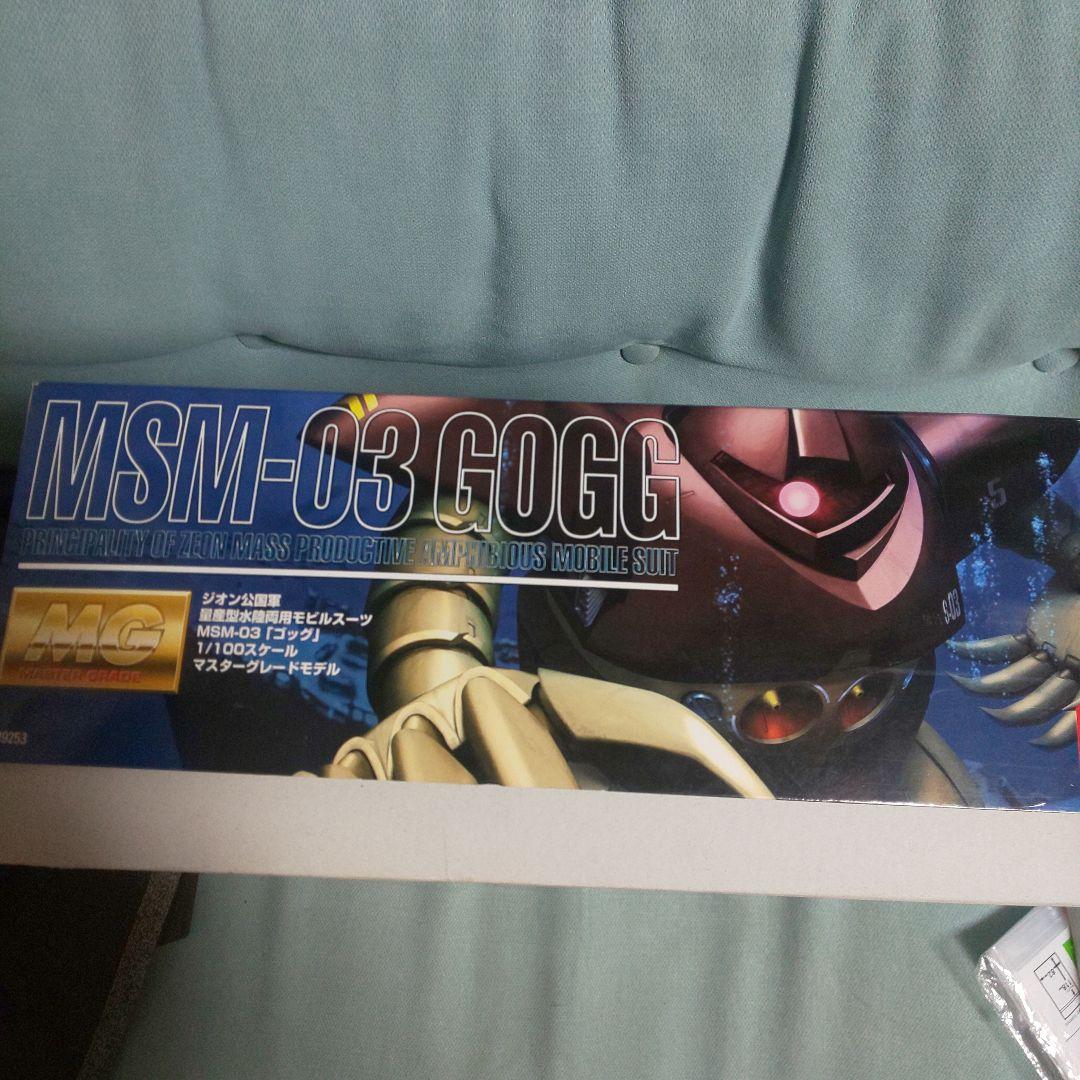 MSM-03 GOGG
PRINCIPALITY OF ZEON MASS PRODUCTIVE AMPHIBIOUS MOBILE SUIT
MG
MASTER GRADE
ジオン公国軍
量産型水陸両用モビルスーツ
MSM-03「ゴッグ」
1/100スケール
マスターグレードモデル
9253
5
S-03